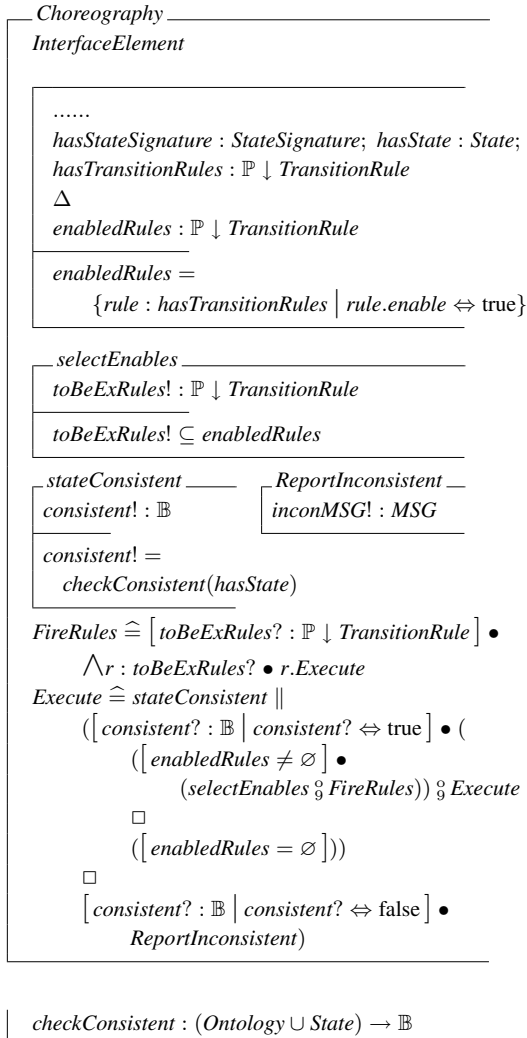 Choreography
InterfaceElement
......
hasStateSignature : StateSignature; hasState : State;
hasTransitionRules : ℙ ↓ TransitionRule
Δ
enabledRules : ℙ ↓ TransitionRule
enabledRules =
{rule : hasTransitionRules | rule.enable ⇔ true}
selectEnables
toBeExRules! : ℙ ↓ TransitionRule
toBeExRules! ⊆ enabledRules
stateConsistent
consistent! : 𝔹
consistent! =
checkConsistent(hasState)
ReportInconsistent
inconMSG! : MSG
FireRules ≙ [ toBeExRules? : ℙ ↓ TransitionRule ] •
⋀r : toBeExRules? • r.Execute
Execute ≙ stateConsistent ∥
([ consistent? : 𝔹 | consistent? ⇔ true ] • (
([ enabledRules ≠ ∅ ] •
(selectEnables ⨟ FireRules)) ⨟ Execute
□
([ enabledRules = ∅ ]))
□
[ consistent? : 𝔹 | consistent? ⇔ false ] •
ReportInconsistent)
checkConsistent : (Ontology ∪ State) → 𝔹